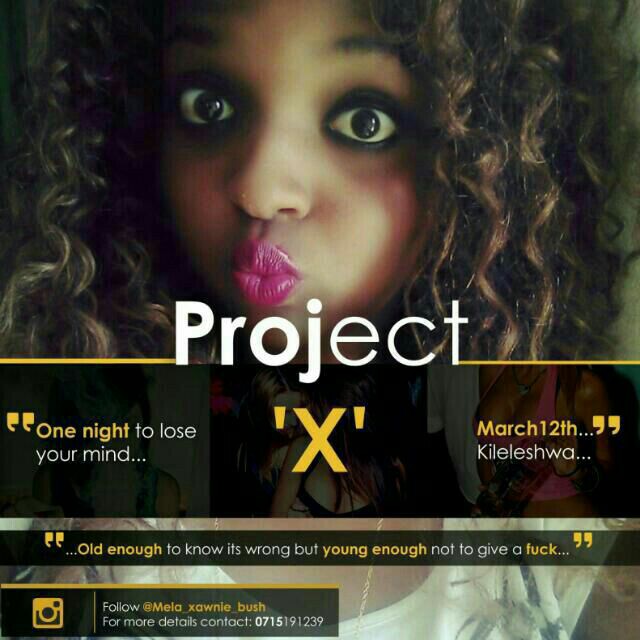 Project
'X'
"One night to lose
your mind...
March12th..."
Kileleshwa...
"...Old enough to know its wrong but young enough not to give a fuck..."
Follow @Mela_xawnie_bush
For more details contact: 0715191239